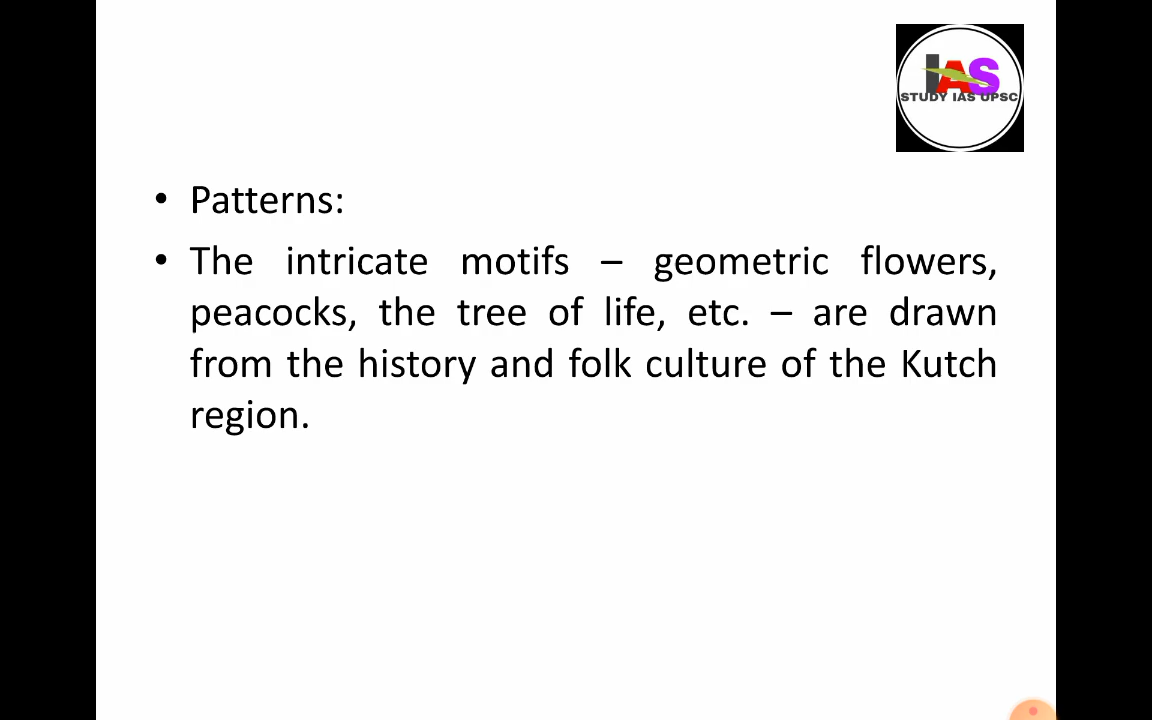 IAS
STUDY IAS UPSC
• Patterns:
• The intricate motifs – geometric flowers,
peacocks, the tree of life, etc. – are drawn
from the history and folk culture of the Kutch
region.